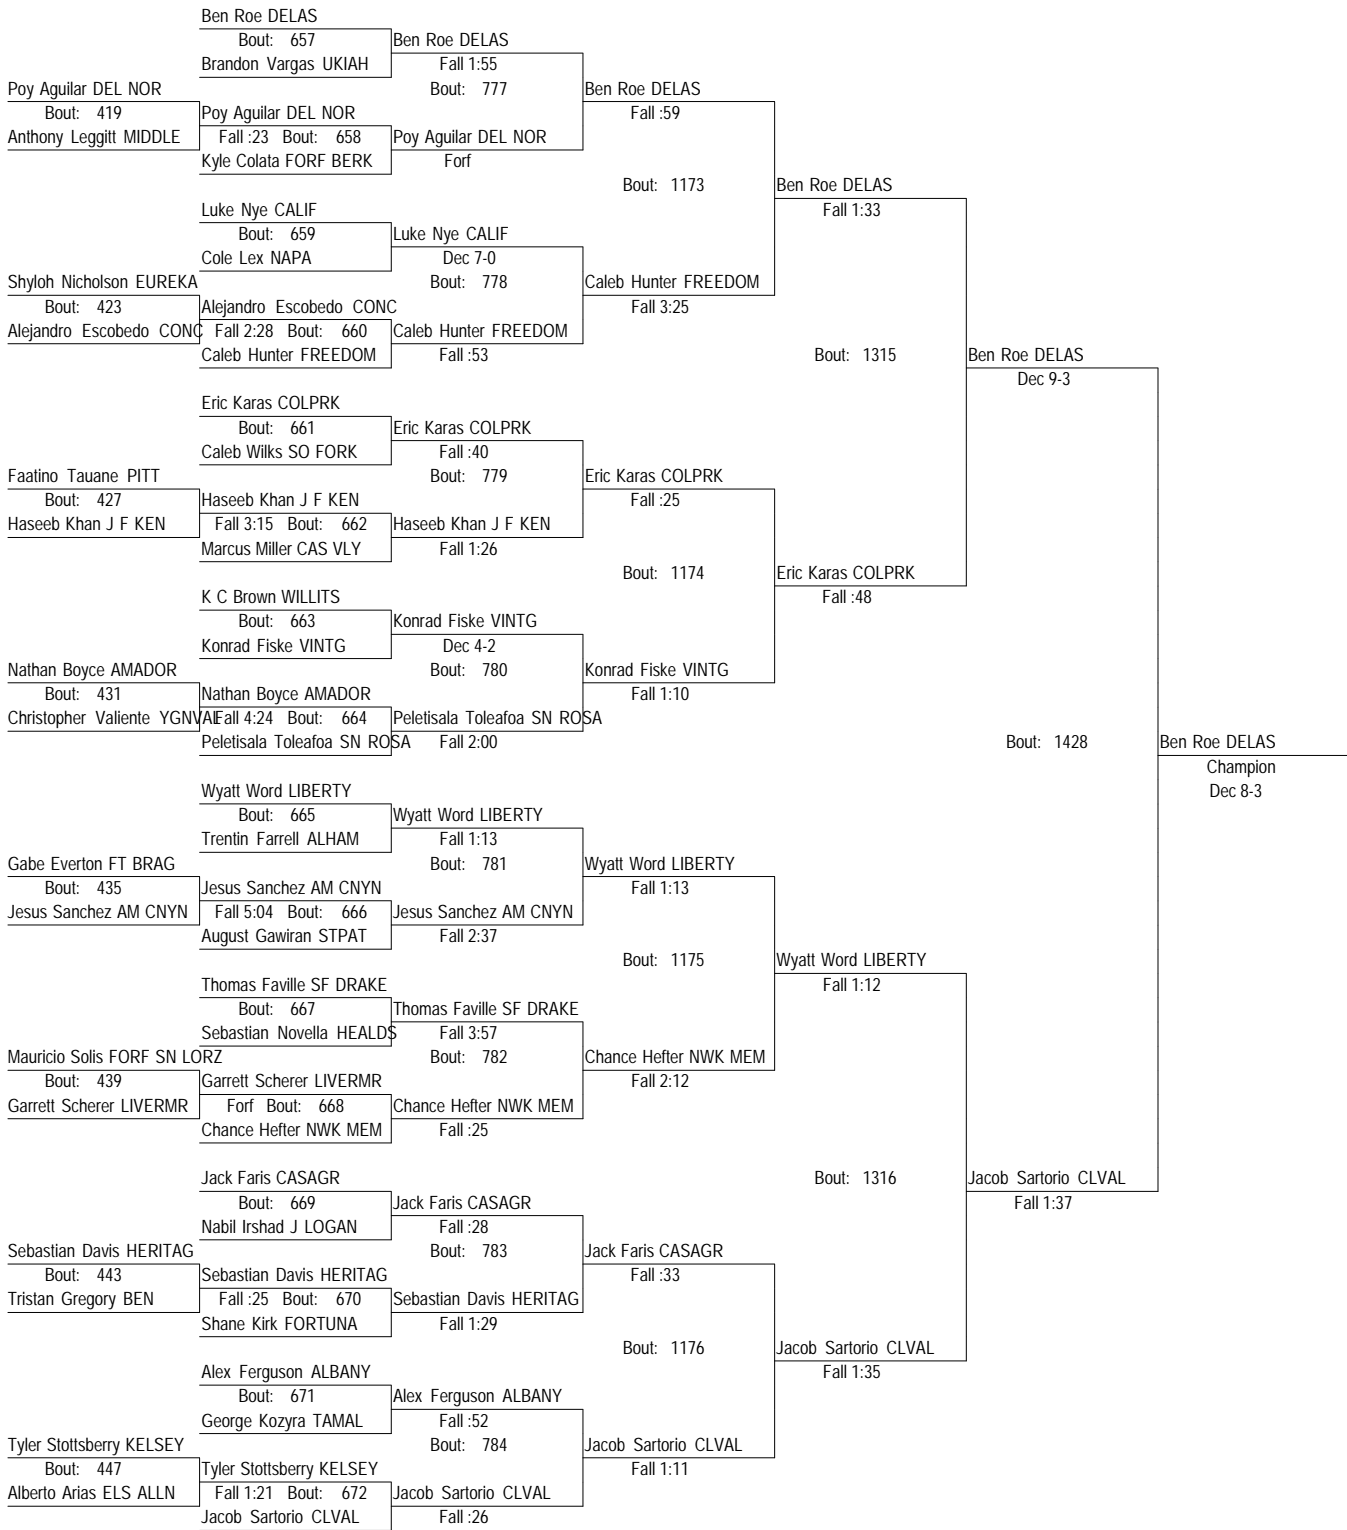 Ben Roe DELAS
Bout: 657
Ben Roe DELAS
Brandon Vargas UKIAH
Fall 1:55
Poy Aguilar DEL NOR
Bout: 777
Ben Roe DELAS
Bout: 419
Poy Aguilar DEL NOR
Fall :59
Anthony Leggitt MIDDLE
Fall :23 Bout: 658
Poy Aguilar DEL NOR
Kyle Colata FORF BERK
Forf
Bout: 1173
Ben Roe DELAS
Luke Nye CALIF
Fall 1:33
Bout: 659
Luke Nye CALIF
Cole Lex NAPA
Dec 7-0
Shyloh Nicholson EUREKA
Bout: 778
Caleb Hunter FREEDOM
Bout: 423
Alejandro Escobedo CONC
Fall 3:25
Alejandro Escobedo CONC
Fall 2:28 Bout: 660
Caleb Hunter FREEDOM
Caleb Hunter FREEDOM
Fall :53
Bout: 1315
Ben Roe DELAS
Dec 9-3
Eric Karas COLPRK
Bout: 661
Eric Karas COLPRK
Caleb Wilks SO FORK
Fall :40
Faatino Tauane PITT
Bout: 779
Eric Karas COLPRK
Bout: 427
Haseeb Khan J F KEN
Fall :25
Haseeb Khan J F KEN
Fall 3:15 Bout: 662
Haseeb Khan J F KEN
Marcus Miller CAS VLY
Fall 1:26
Bout: 1174
Eric Karas COLPRK
K C Brown WILLITS
Fall :48
Bout: 663
Konrad Fiske VINTG
Konrad Fiske VINTG
Dec 4-2
Nathan Boyce AMADOR
Bout: 780
Konrad Fiske VINTG
Bout: 431
Nathan Boyce AMADOR
Fall 1:10
Christopher Valiente YGNVAL
Fall 4:24 Bout: 664
Peletisala Toleafoa SN ROSA
Peletisala Toleafoa SN ROSA
Fall 2:00
Bout: 1428
Ben Roe DELAS
Champion
Dec 8-3
Wyatt Word LIBERTY
Bout: 665
Wyatt Word LIBERTY
Trentin Farrell ALHAM
Fall 1:13
Gabe Everton FT BRAG
Bout: 781
Wyatt Word LIBERTY
Bout: 435
Jesus Sanchez AM CNYN
Fall 1:13
Jesus Sanchez AM CNYN
Fall 5:04 Bout: 666
Jesus Sanchez AM CNYN
August Gawiran STPAT
Fall 2:37
Bout: 1175
Wyatt Word LIBERTY
Thomas Faville SF DRAKE
Fall 1:12
Bout: 667
Thomas Faville SF DRAKE
Sebastian Novella HEALDS
Fall 3:57
Mauricio Solis FORF SN LORZ
Bout: 782
Chance Hefter NWK MEM
Bout: 439
Garrett Scherer LIVERMR
Fall 2:12
Garrett Scherer LIVERMR
Forf Bout: 668
Chance Hefter NWK MEM
Chance Hefter NWK MEM
Fall :25
Jack Faris CASAGR
Bout: 1316
Jacob Sartorio CLVAL
Bout: 669
Jack Faris CASAGR
Fall 1:37
Nabil Irshad J LOGAN
Fall :28
Sebastian Davis HERITAG
Bout: 783
Jack Faris CASAGR
Bout: 443
Sebastian Davis HERITAG
Fall :33
Tristan Gregory BEN
Fall :25 Bout: 670
Sebastian Davis HERITAG
Shane Kirk FORTUNA
Fall 1:29
Bout: 1176
Jacob Sartorio CLVAL
Alex Ferguson ALBANY
Fall 1:35
Bout: 671
Alex Ferguson ALBANY
George Kozyra TAMAL
Fall :52
Tyler Stottsberry KELSEY
Bout: 784
Jacob Sartorio CLVAL
Bout: 447
Tyler Stottsberry KELSEY
Fall 1:11
Alberto Arias ELS ALLN
Fall 1:21 Bout: 672
Jacob Sartorio CLVAL
Jacob Sartorio CLVAL
Fall :26